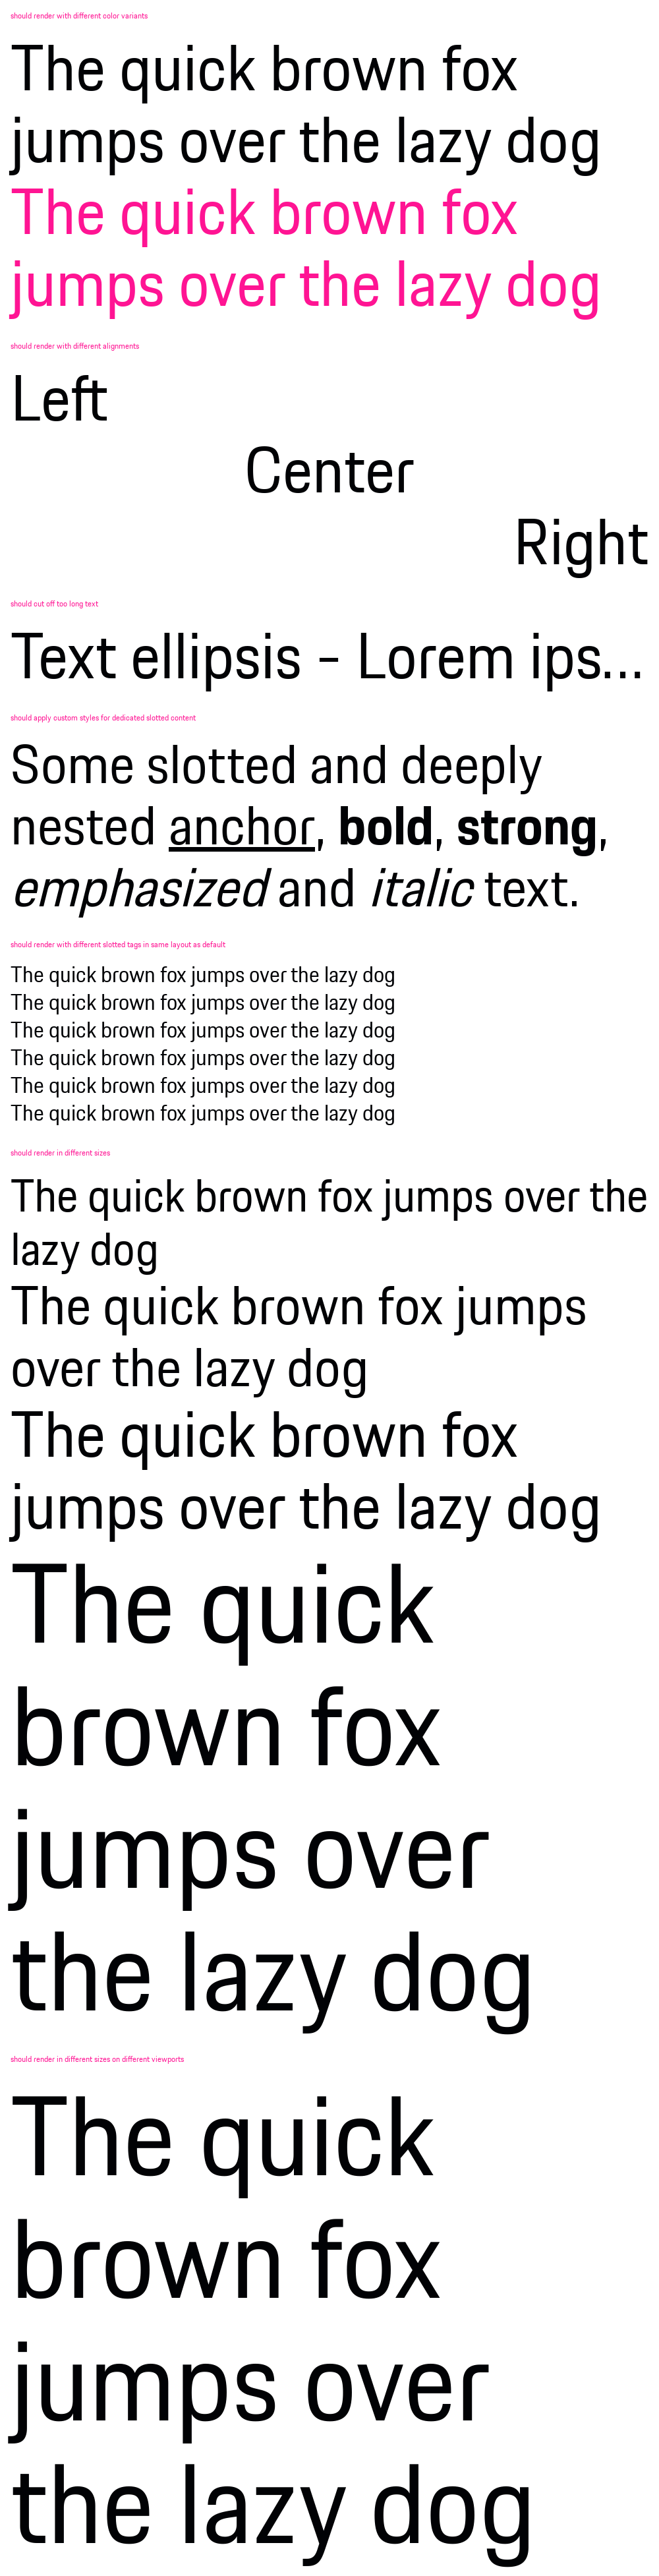 should render with different color variants
The quick brown fox
jumps over the lazy dog
The quick brown fox
jumps over the lazy dog
should render with different alignments
Left
Center
Right
should cut off too long text
Text ellipsis - Lorem ips...
should apply custom styles for dedicated slotted content
Some slotted and deeply
nested anchor, bold, strong,
emphasized and italic text.
should render with different slotted tags in same layout as default
The quick brown fox jumps over the lazy dog
The quick brown fox jumps over the lazy dog
The quick brown fox jumps over the lazy dog
The quick brown fox jumps over the lazy dog
The quick brown fox jumps over the lazy dog
The quick brown fox jumps over the lazy dog
should render in different sizes
The quick brown fox jumps over the
lazy dog
The quick brown fox jumps
over the lazy dog
The quick brown fox
jumps over the lazy dog
The quick
brown fox
jumps over
the lazy dog
should render in different sizes on different viewports
The quick
brown fox
jumps over
the lazy dog